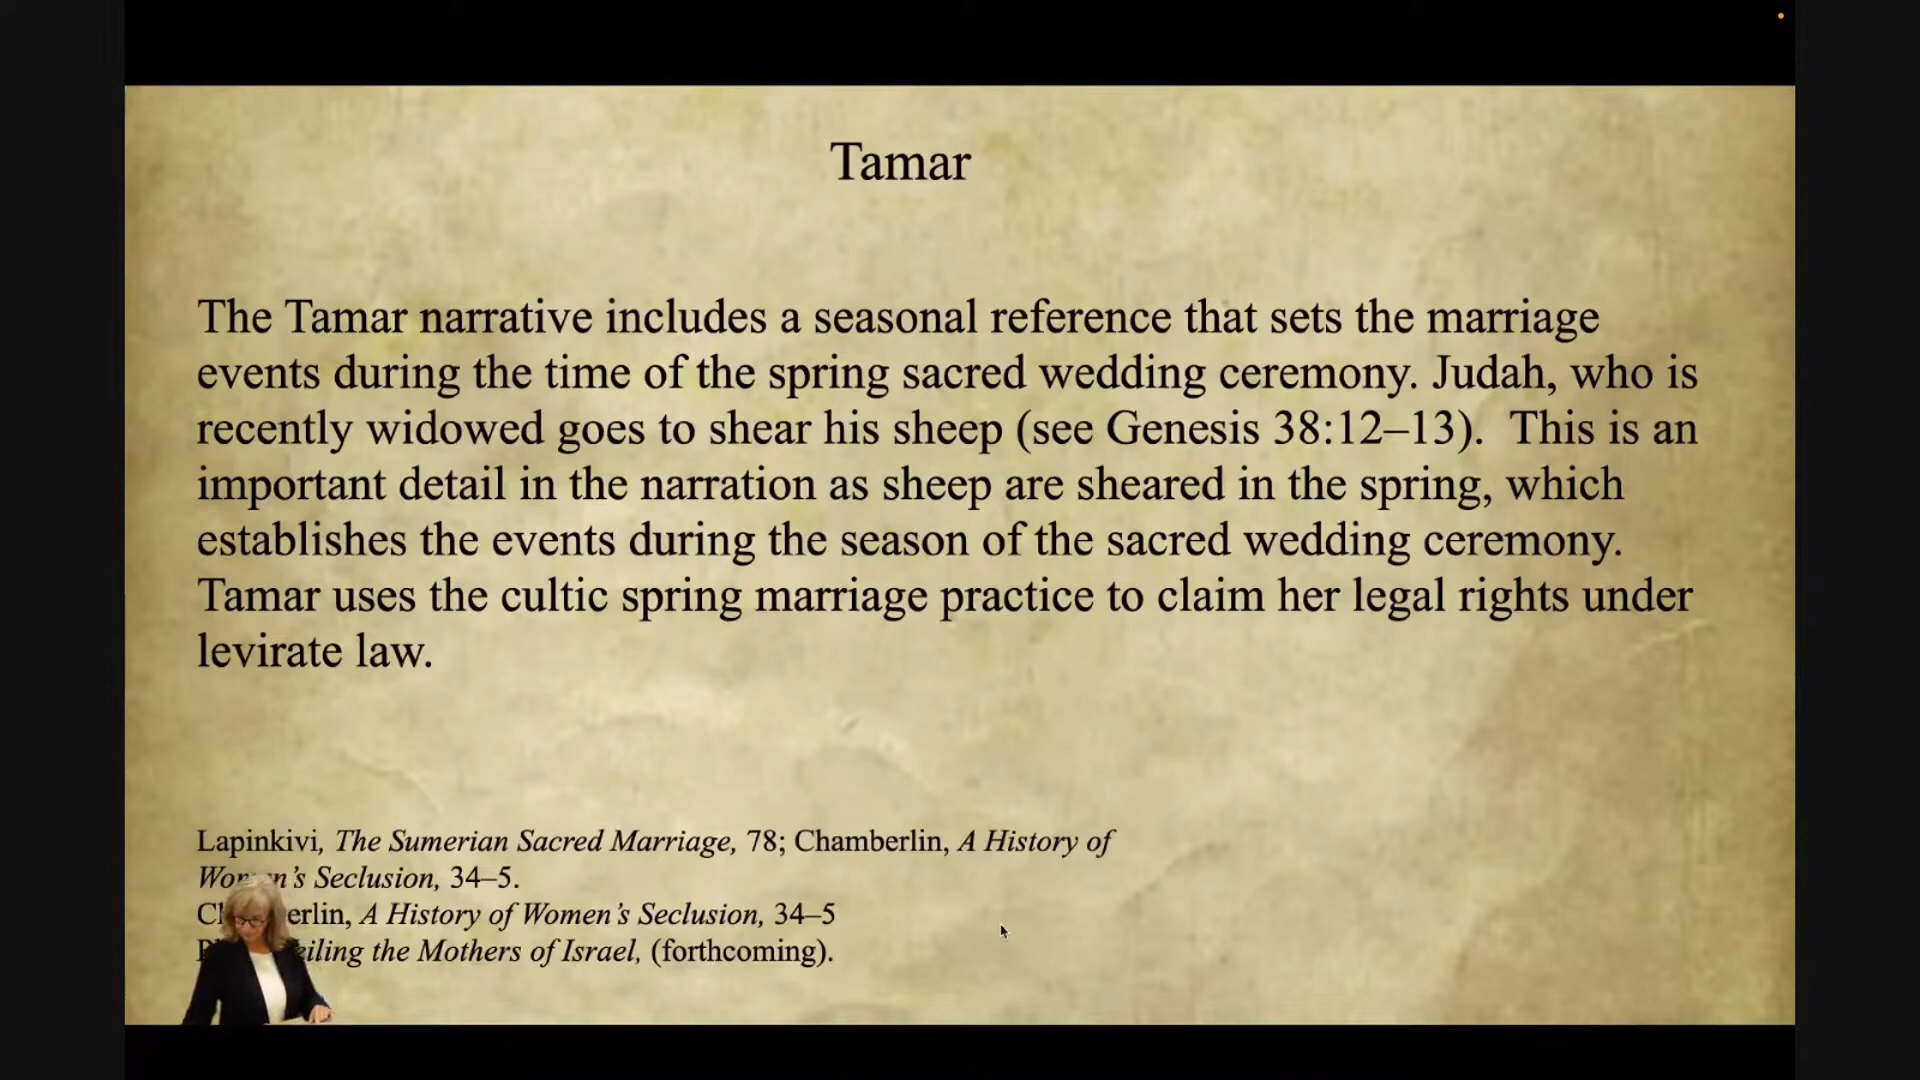 Tamar
The Tamar narrative includes a seasonal reference that sets the marriage
events during the time of the spring sacred wedding ceremony. Judah, who is
recently widowed goes to shear his sheep (see Genesis 38:12–13).  This is an
important detail in the narration as sheep are sheared in the spring, which
establishes the events during the season of the sacred wedding ceremony.
Tamar uses the cultic spring marriage practice to claim her legal rights under
levirate law.
Lapinkivi, The Sumerian Sacred Marriage, 78; Chamberlin, A History of
Women’s Seclusion, 34–5.
Chamberlin, A History of Women’s Seclusion, 34–5
the Mothers of Israel, (forthcoming).